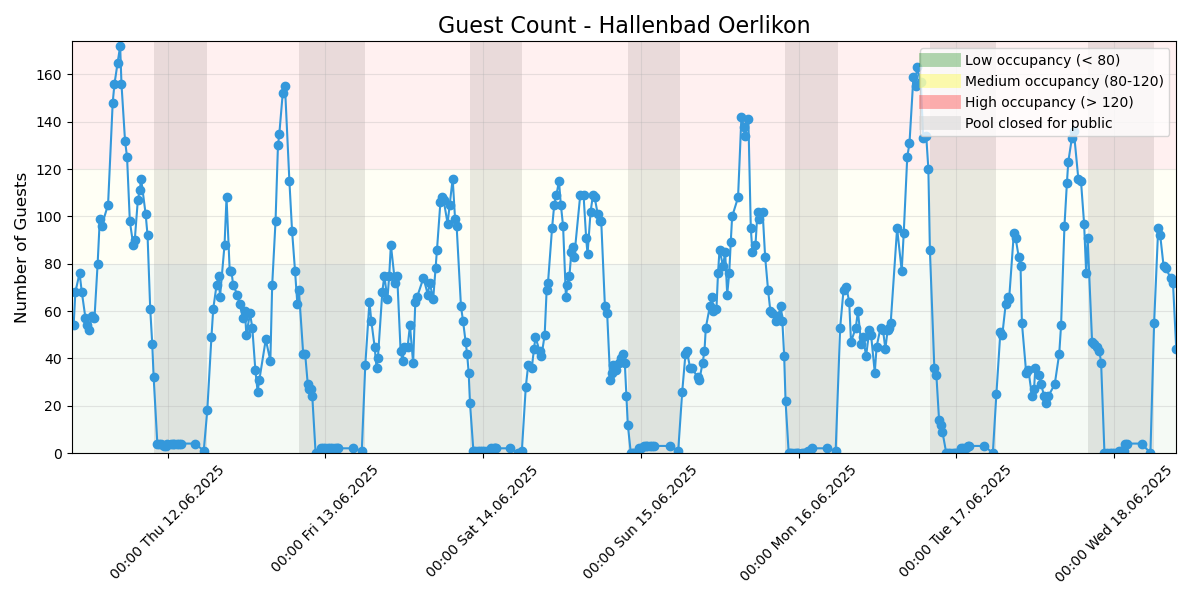 Guest Count - Hallenbad Oerlikon
Low occupancy (< 80)
Medium occupancy (80-120)
High occupancy (> 120)
Pool closed for public
Number of Guests
160
140
120
100
80
60
40
20
0
00:00 Thu 12.06.2025
00:00 Fri 13.06.2025
00:00 Sat 14.06.2025
00:00 Sun 15.06.2025
00:00 Mon 16.06.2025
00:00 Tue 17.06.2025
00:00 Wed 18.06.2025